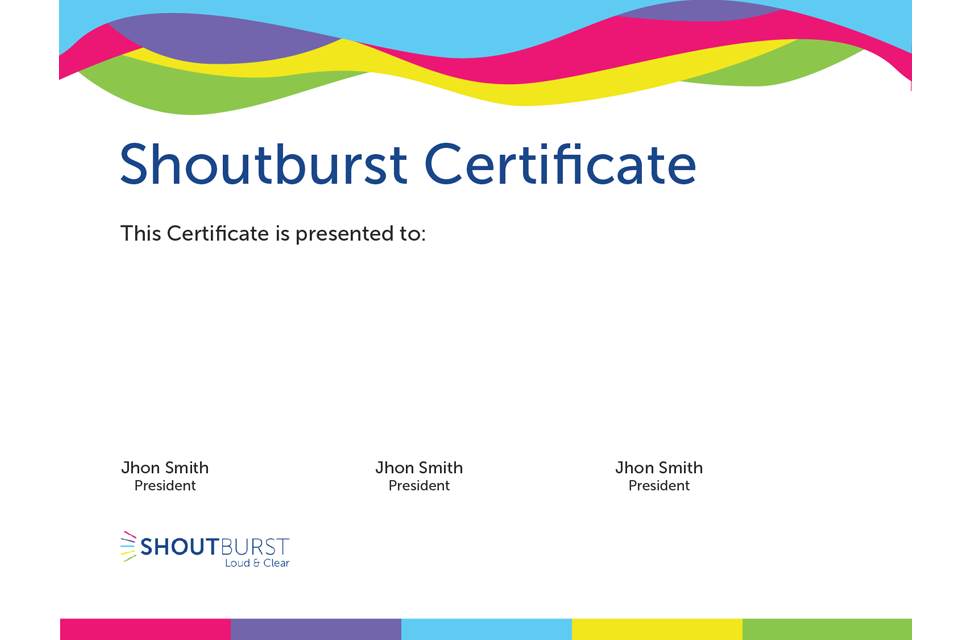 Shoutburst Certificate
This Certificate is presented to:
Jhon Smith Jhon Smith Jhon Smith
President President President
SHOUTBURST
Loud & Clear